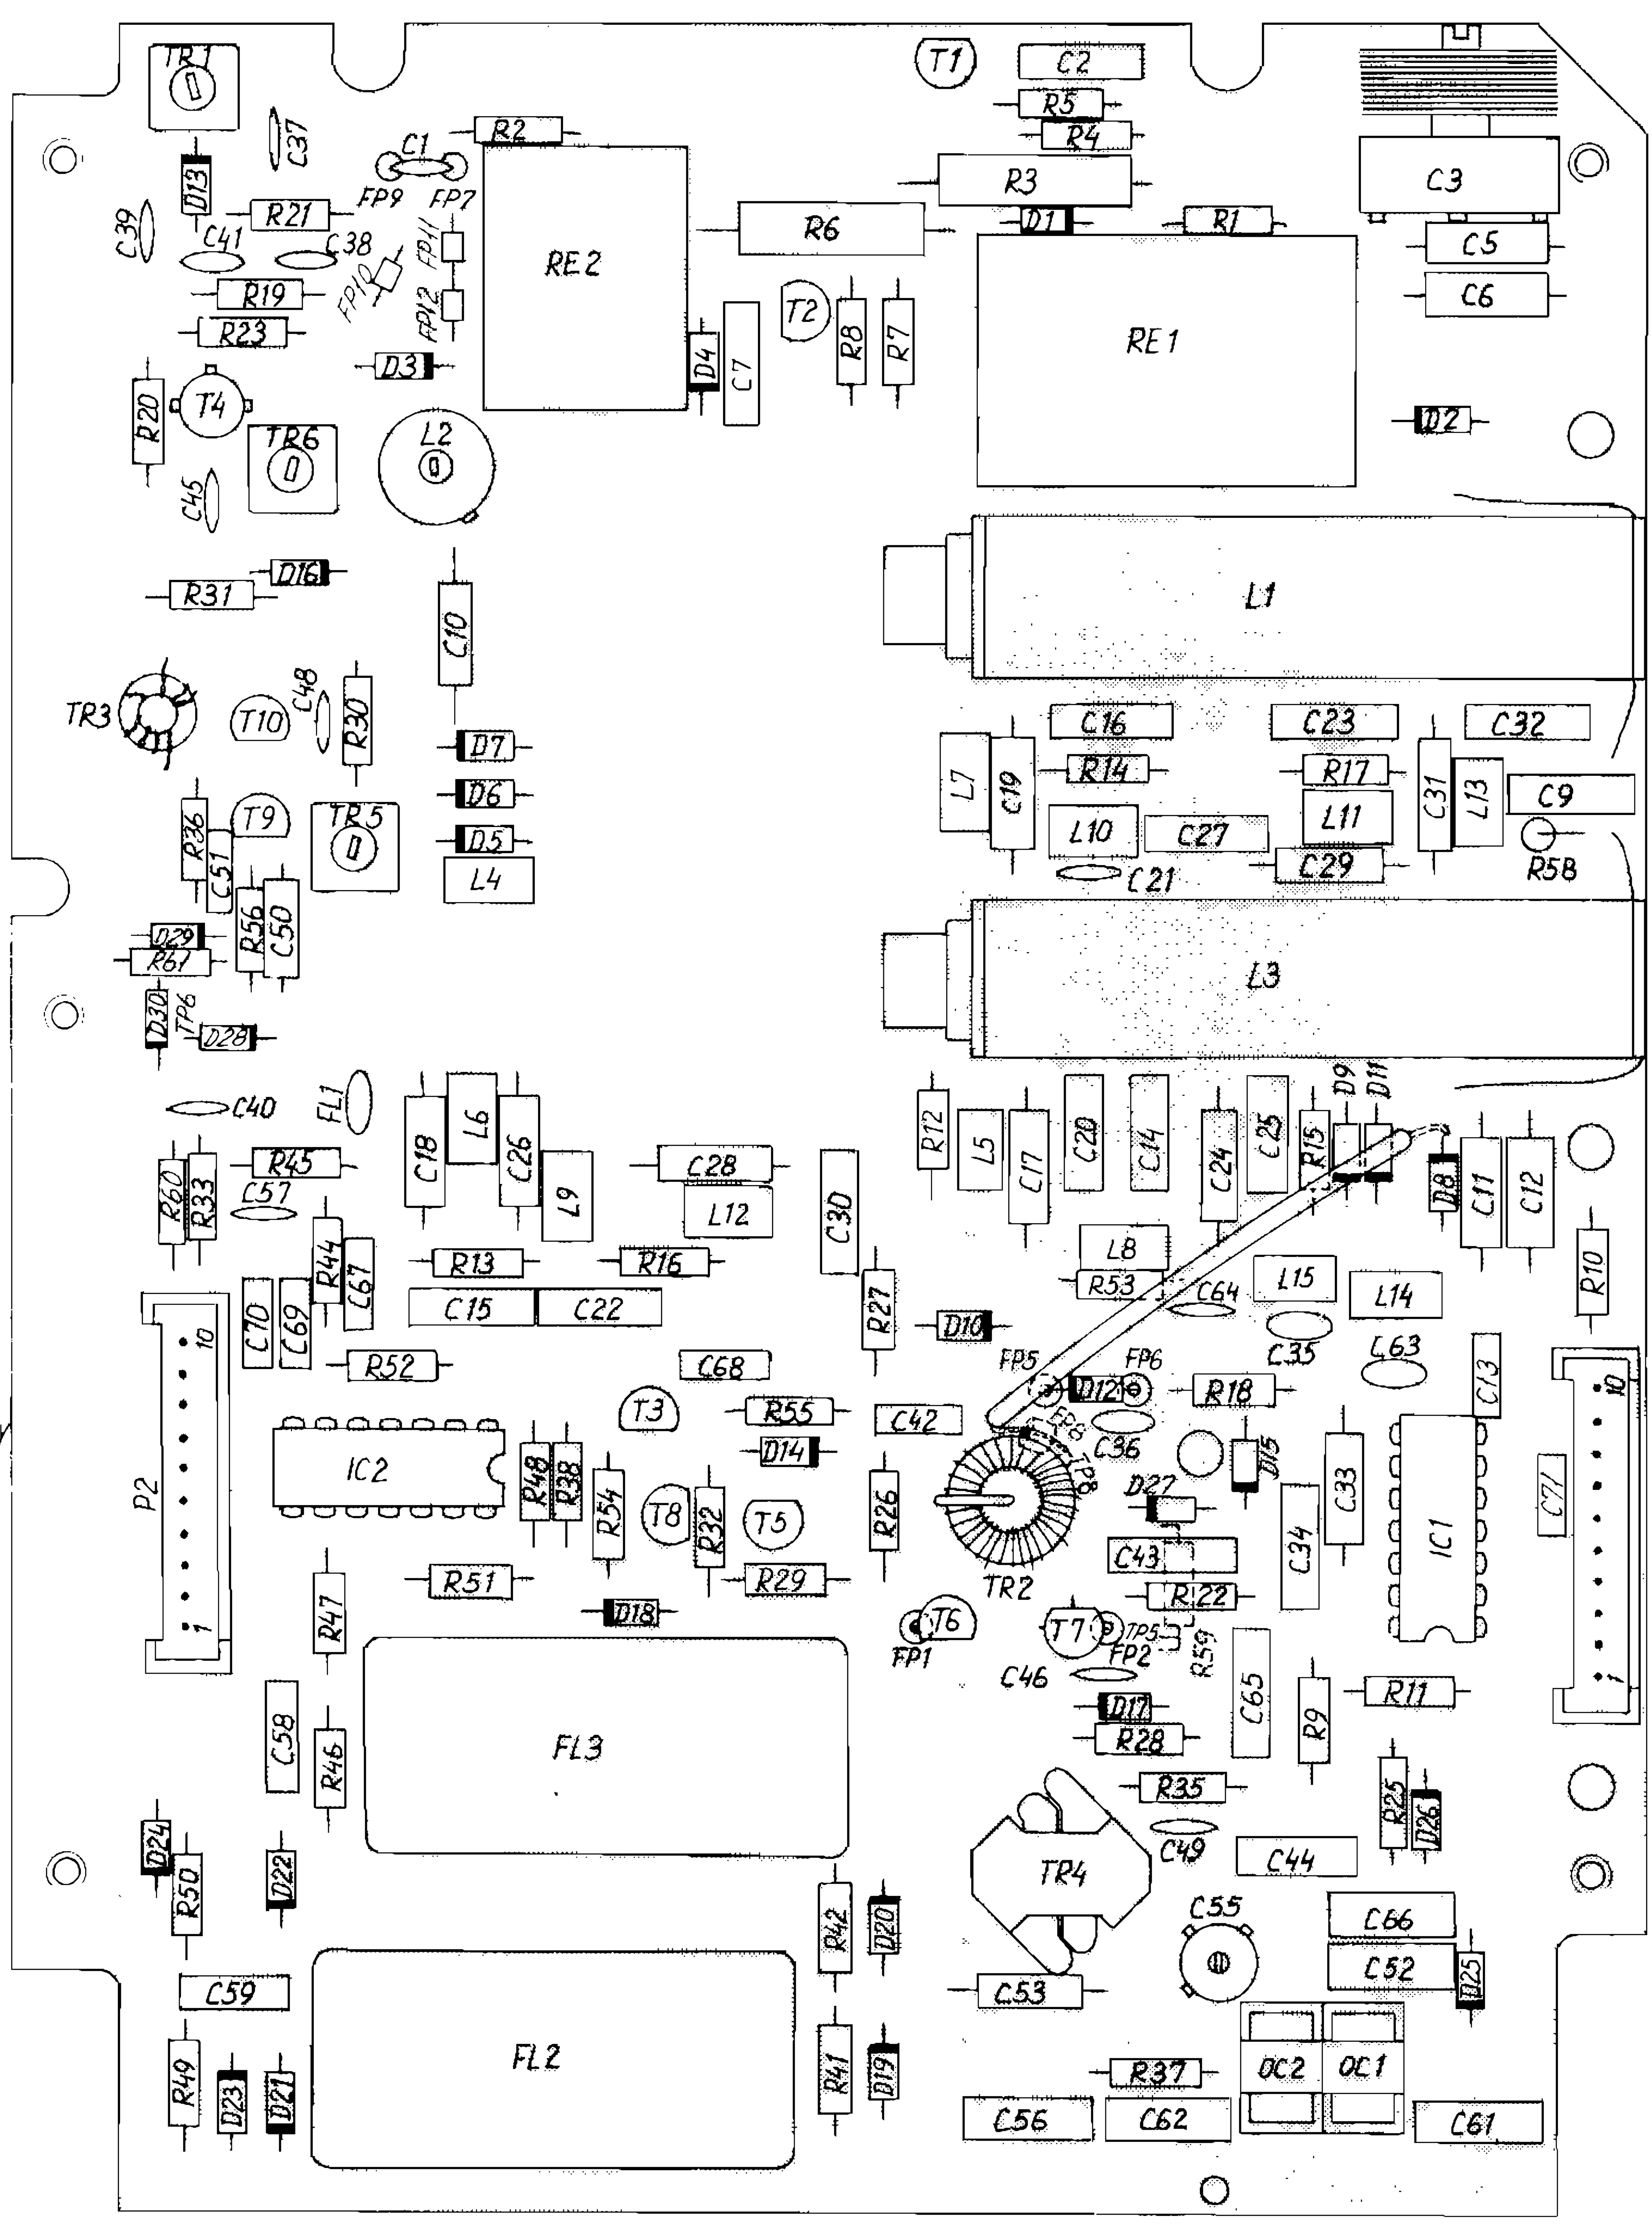 TR1
T1
C2
R5
R4
R2
C37
C1
R3
C3
D13
FP9
FP7
R21
D1
R1
R6
C39
C41
C38
FP11
C5
RE2
FP10
R19
C6
FP12
T2
R23
R8
R7
RE1
D3
D4
C7
R20
T4
D2
TR6
L2
C45
D16
R31
L1
C10
C48
TR3
T10
R30
C16
C23
C32
D7
R14
R17
L7
C19
C31
L13
C9
D6
R36
T9
TR5
L10
C27
L11
D5
C51
L4
C21
C29
R58
R56
C50
D29
R67
L3
D30
TP6
D28
D9
D11
C40
FL1
R12
L5
C17
C20
C14
C24
C25
R15
C18
L6
C26
R45
C28
D8
C11
C12
R60
R33
C57
L9
L12
C30
L8
R13
R16
R44
C67
R53
L15
R10
C64
L14
C70
C69
C15
C22
R27
D10
C35
10
R52
C68
FP5
FP6
C63
C13
D12
R18
10
T3
R55
C42
FP8
C36
D14
IC2
R48
R38
TP8
D15
P2
R54
T8
R32
T5
R26
D27
C33
C71
C34
IC1
C43
R51
R29
TR2
R22
R47
D18
T6
T7
TP5
1
FP1
FP2
R59
C46
1
C58
D17
C65
R9
R11
R28
FL3
R46
R35
R25
D26
D24
C49
C44
R50
D22
TR4
R42
D20
C55
C66
C59
C53
C52
D25
R49
D23
D21
FL2
R41
D19
R37
OC2
OC1
C56
C62
C61